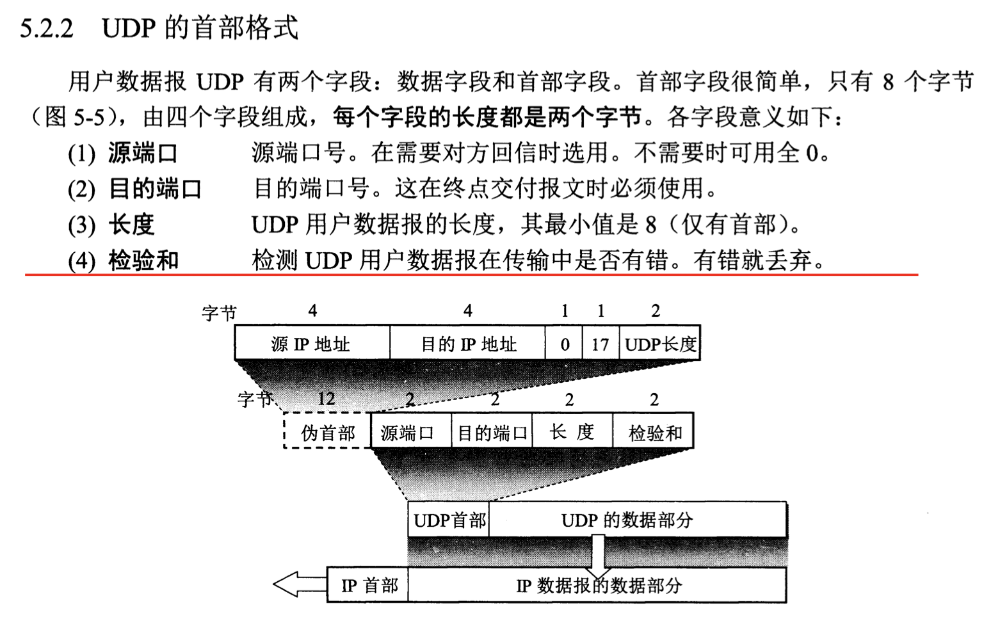 5.2.2 UDP 的首部格式
用户数据报 UDP 有两个字段：数据字段和首部字段。首部字段很简单，只有 8 个字节
（图 5-5），由四个字段组成，每个字段的长度都是两个字节。各字段意义如下：
(1) 源端口 源端口号。在需要对方回信时选用。不需要时可用全 0。
(2) 目的端口 目的端口号。这在终点交付报文时必须使用。
(3) 长度 UDP 用户数据报的长度，其最小值是 8（仅有首部）。
(4) 检验和 检测 UDP 用户数据报在传输中是否有错。有错就丢弃。
字节 4 4 1 1 2
源 IP 地址 目的 IP 地址 0 17 UDP长度
字节 12 2 2 2 2
伪首部 源端口 目的端口 长 度 检验和
UDP首部 UDP 的数据部分
IP 首部 IP 数据报的数据部分